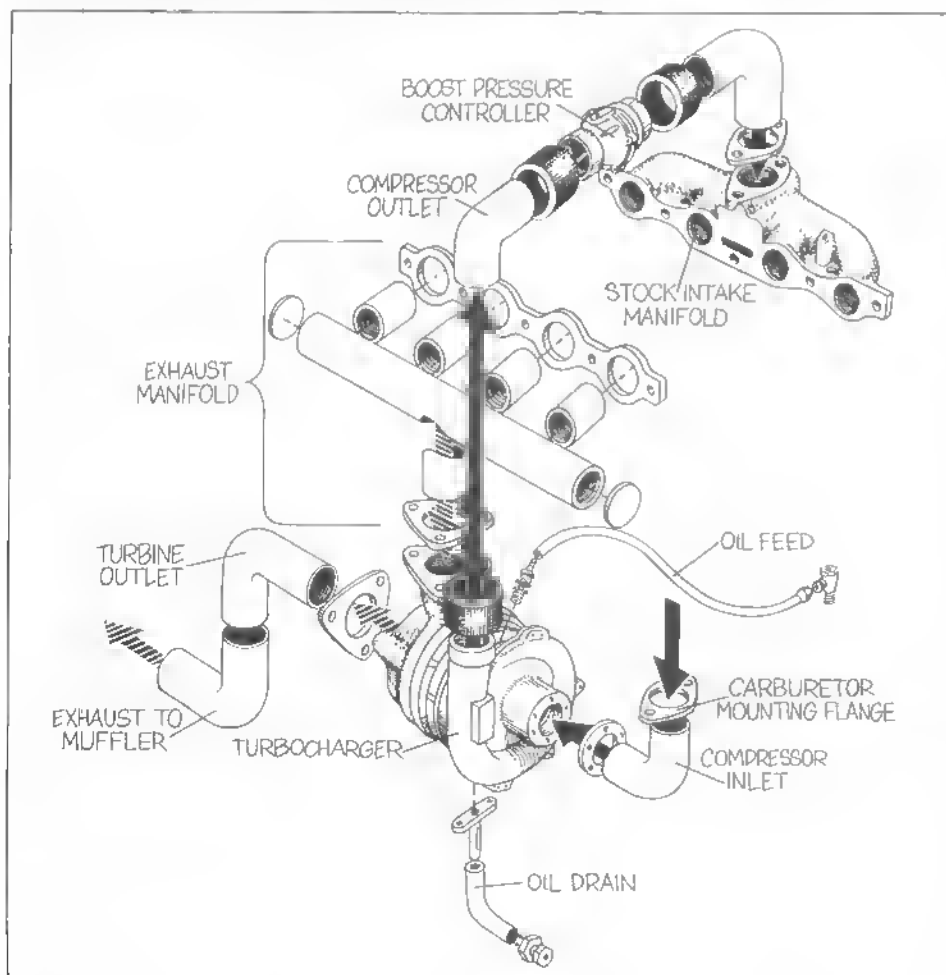 BOOST PRESSURE
CONTROLLER
COMPRESSOR
OUTLET
STOCK INTAKE
MANIFOLD
EXHAUST
MANIFOLD
TURBINE
OUTLET
OIL FEED
EXHAUST TO
MUFFLER
TURBOCHARGER
CARBURETOR
MOUNTING FLANGE
COMPRESSOR
INLET
OIL DRAIN